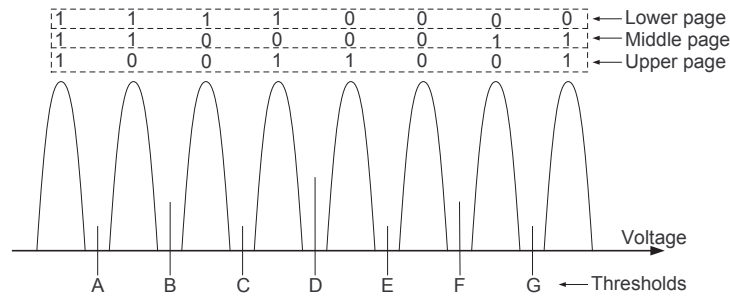 1 1 1 1 0 0 0 0 Lower page
1 1 0 0 0 0 1 1 Middle page
1 0 0 1 1 0 0 1 Upper page
Voltage
A B C D E F G Thresholds